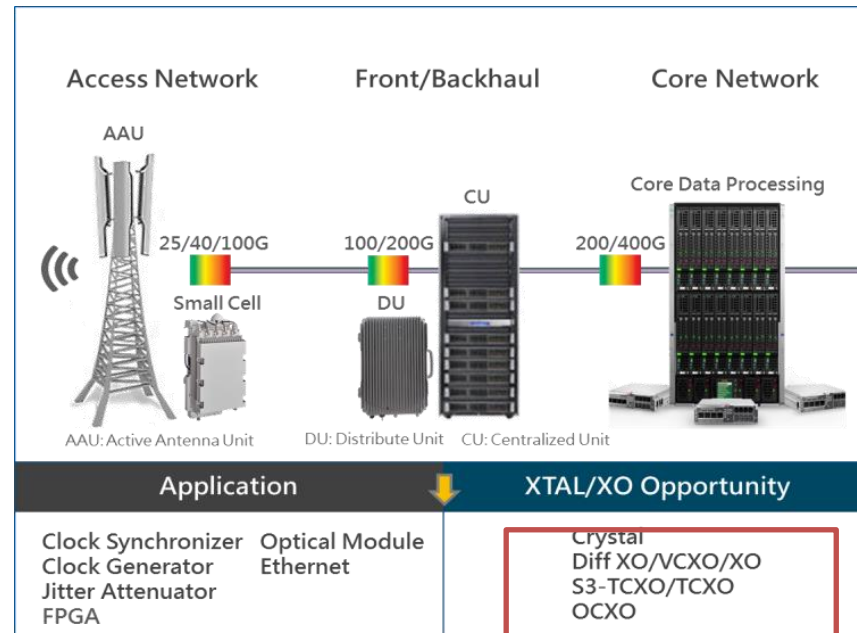 Access Network
Front/Backhaul
Core Network
AAU
CU
Core Data Processing
25/40/100G
100/200G
200/400G
Small Cell
DU
AAU: Active Antenna Unit
DU: Distribute Unit
CU: Centralized Unit
Application
XTAL/XO Opportunity
Clock Synchronizer
Clock Generator
Jitter Attenuator
FPGA
Optical Module
Ethernet
Crystal
Diff XO/VCXO/XO
S3-TCXO/TCXO
OCXO